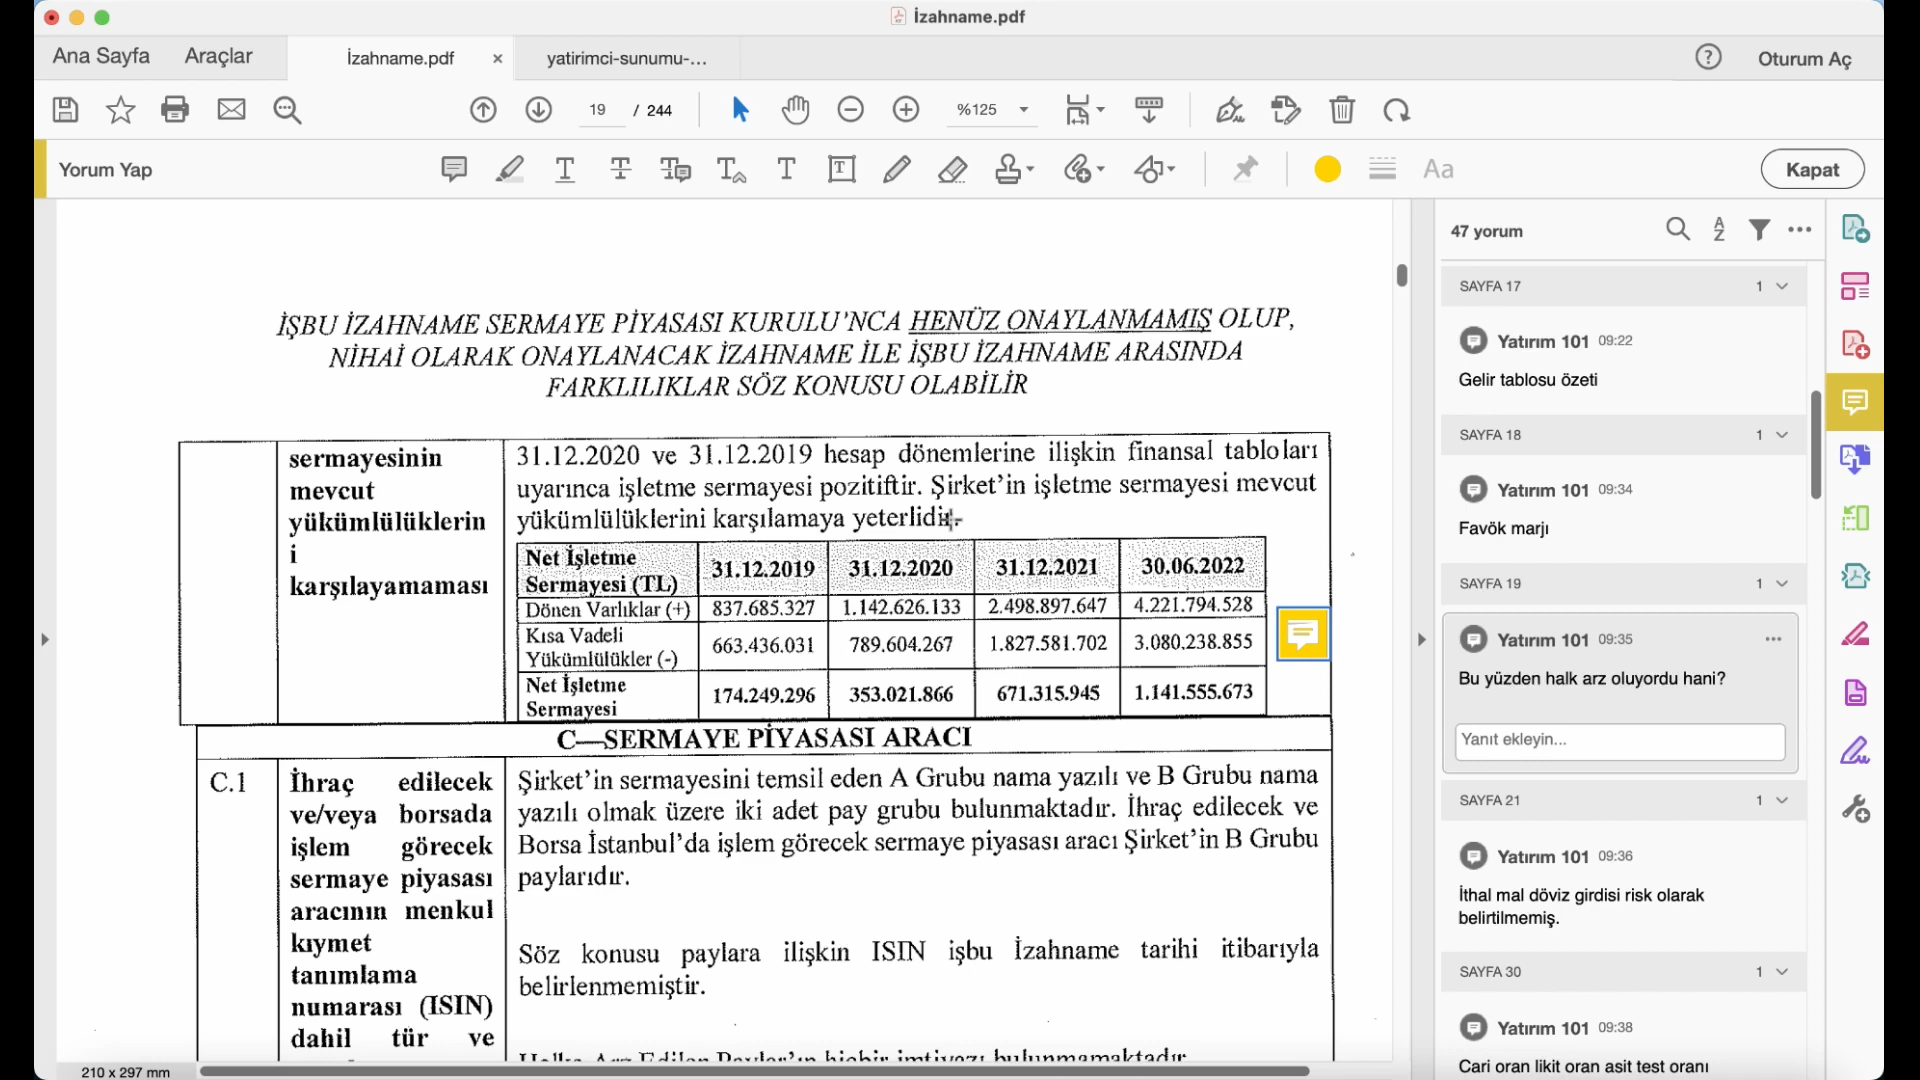 İzahname.pdf
Ana Sayfa Araçlar İzahname.pdf × yatirimci-sunumu-... ? Oturum Aç
19 / 244 %125
Yorum Yap Aa Kapat
İŞBU İZAHNAME SERMAYE PİYASASI KURULU'NCA HENÜZ ONAYLANMAMIŞ OLUP,
NİHAİ OLARAK ONAYLANACAK İZAHNAME İLE İŞBU İZAHNAME ARASINDA
FARKLILIKLAR SÖZ KONUSU OLABİLİR
sermayesinin
mevcut
yükümlülüklerin
i
karşılayamaması
31.12.2020 ve 31.12.2019 hesap dönemlerine ilişkin finansal tabloları
uyarınca işletme sermayesi pozitiftir. Şirket'in işletme sermayesi mevcut
yükümlülüklerini karşılamaya yeterlidir.
Net İşletme
Sermayesi (TL) 31.12.2019 31.12.2020 31.12.2021 30.06.2022
Dönen Varlıklar (+) 837.685.327 1.142.626.133 2.498.897.647 4.221.794.528
Kısa Vadeli
Yükümlülükler (-) 663.436.031 789.604.267 1.827.581.702 3.080.238.855
Net İşletme
Sermayesi 174.249.296 353.021.866 671.315.945 1.141.555.673
C—SERMAYE PİYASASI ARACI
C.1
İhraç edilecek
ve/veya borsada
işlem görecek
sermaye piyasası
aracının menkul
kıymet
tanımlama
numarası (ISIN)
dahil tür ve
Şirket'in sermayesini temsil eden A Grubu nama yazılı ve B Grubu nama
yazılı olmak üzere iki adet pay grubu bulunmaktadır. İhraç edilecek ve
Borsa İstanbul'da işlem görecek sermaye piyasası aracı Şirket'in B Grubu
paylarıdır.
Söz konusu paylara ilişkin ISIN işbu İzahname tarihi itibarıyla
belirlenmemiştir.
Halka Arz Edilen Paylar'ın hiçbir imtiyazı bulunmamaktadır.
210 x 297 mm
47 yorum
SAYFA 17 1
Yatırım 101 09:22
Gelir tablosu özeti
SAYFA 18 1
Yatırım 101 09:34
Favök marjı
SAYFA 19 1
Yatırım 101 09:35
Bu yüzden halk arz oluyordu hani?
Yanıt ekleyin...
SAYFA 21 1
Yatırım 101 09:36
İthal mal döviz girdisi risk olarak
belirtilmemiş.
SAYFA 30 1
Yatırım 101 09:38
Cari oran likit oran asit test oranı